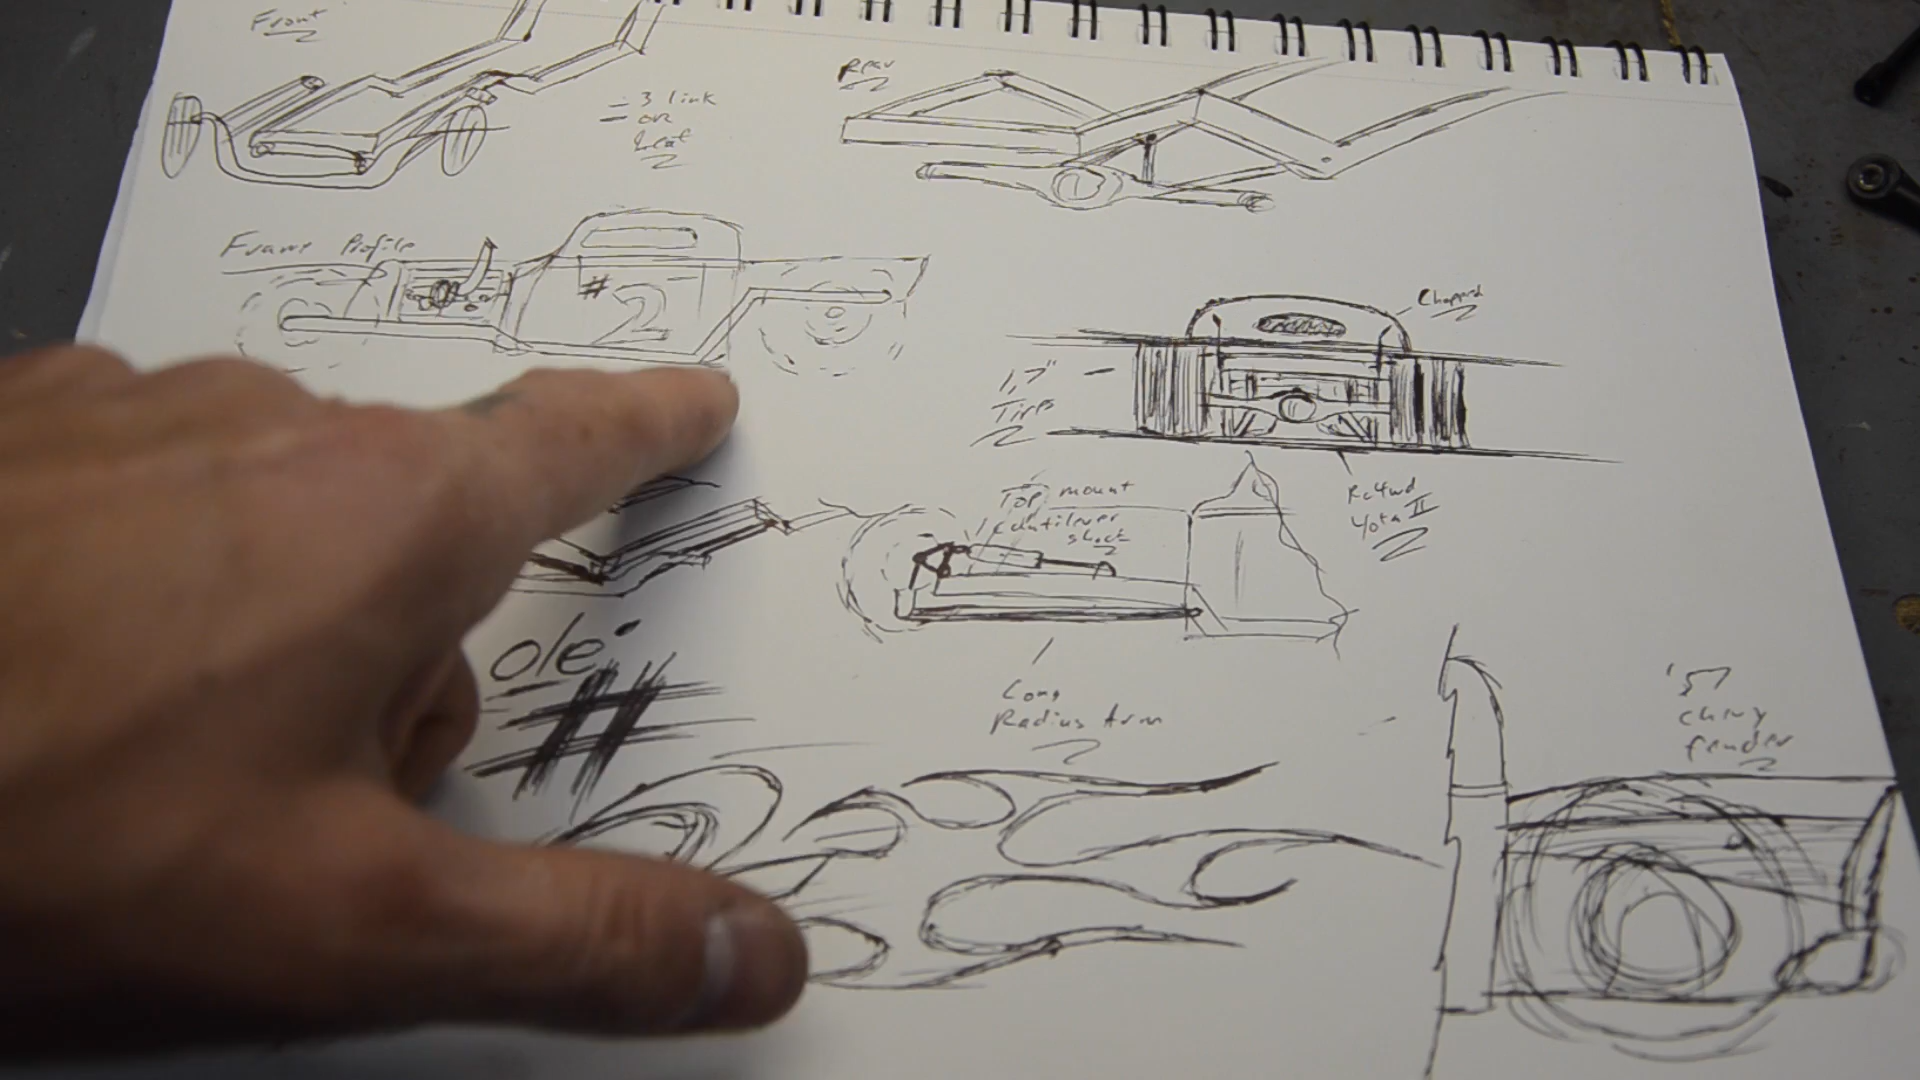 Front
= 3 link
- or
Leaf
Rear
Frame Profile
# 2
Chopped
1.7"
Tires
Rc4wd
Yota II
Top mount
cantilever
shock
Long
Radius Arm
ole'
#
'57
chevy
fender